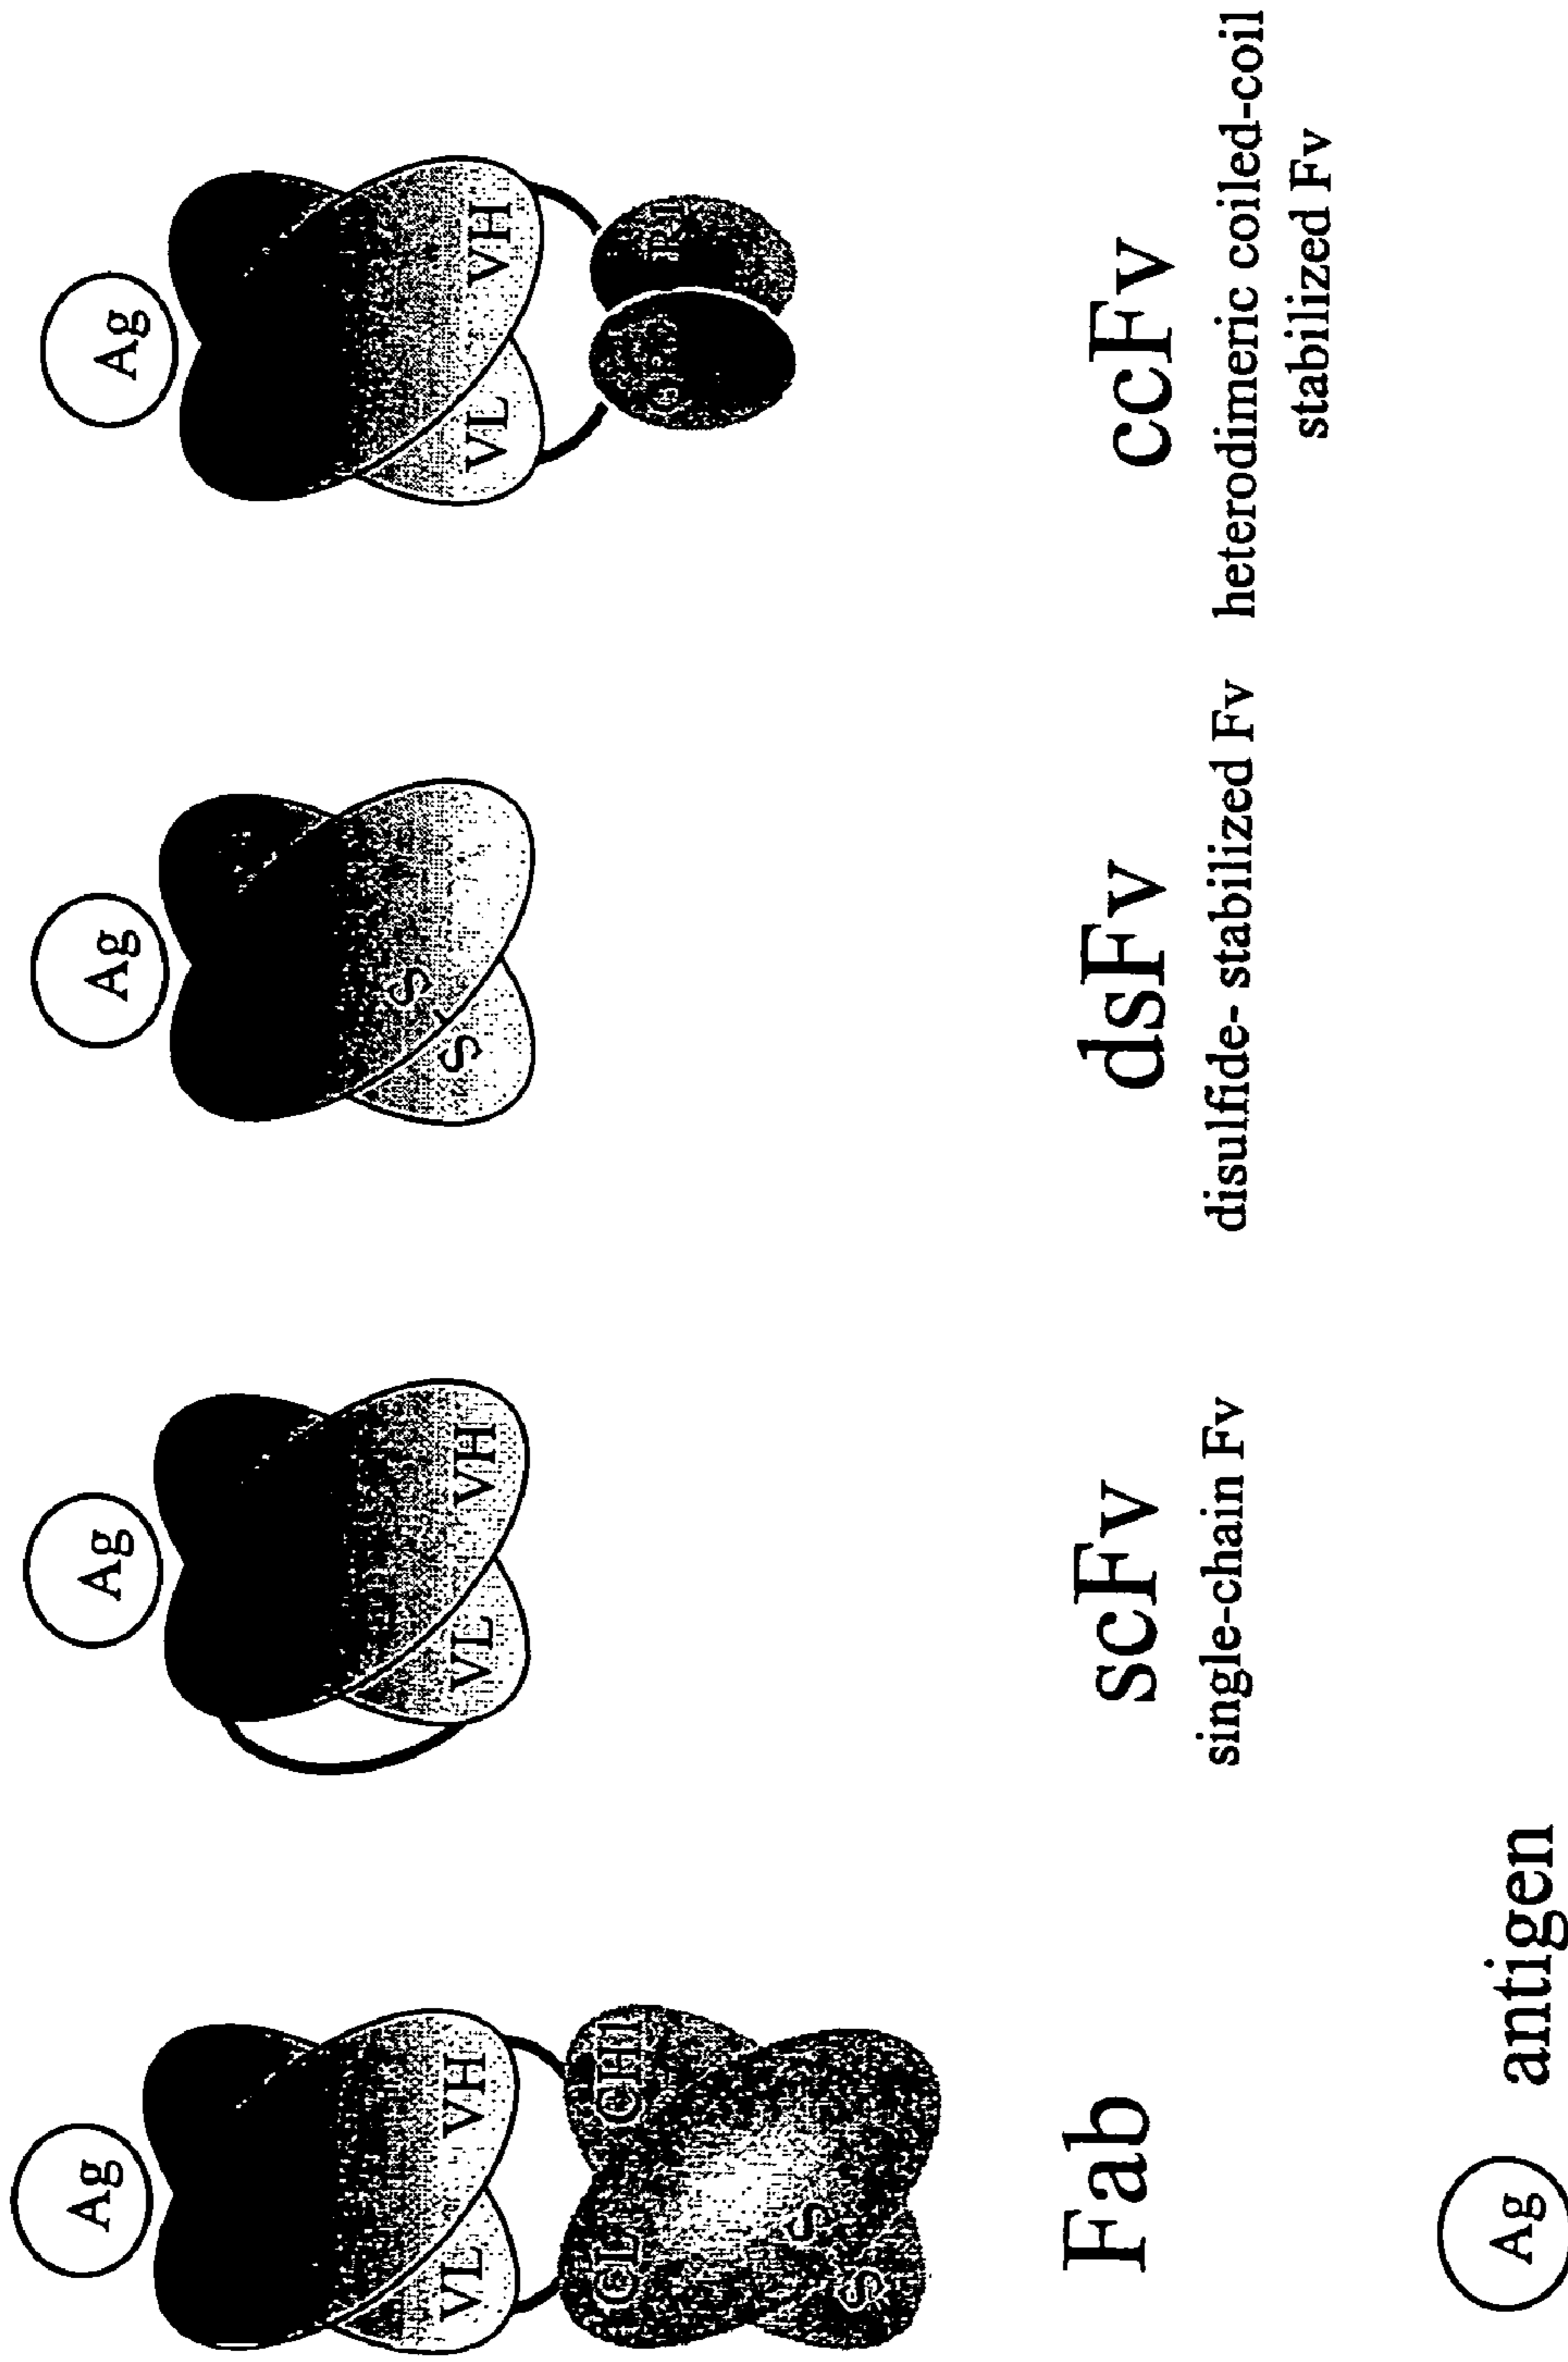 Ag
VL VH
CL CH1
S S
Fab
Ag
VL VH
scFv
single-chain Fv
Ag
S S
dsFv
disulfide- stabilized Fv
Ag
VL VH
ccFv
heterodimeric coiled-coil
stabilized Fv
Ag antigen